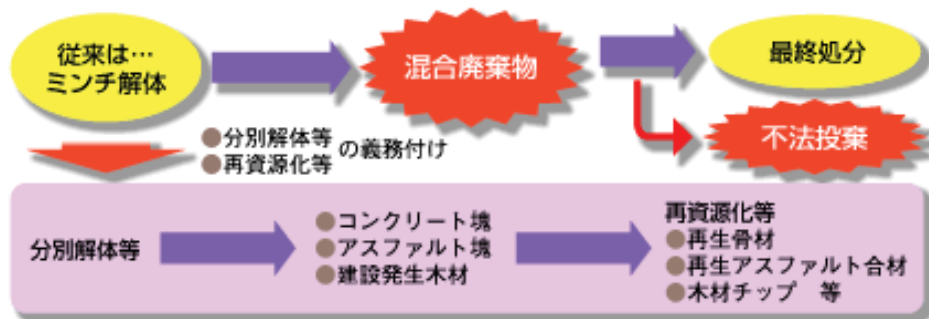 従来は…
ミンチ解体
混合廃棄物
最終処分
不法投棄
●分別解体等
●再資源化等
の義務付け
分別解体等
●コンクリート塊
●アスファルト塊
●建設発生木材
再資源化等
●再生骨材
●再生アスファルト合材
●木材チップ　等